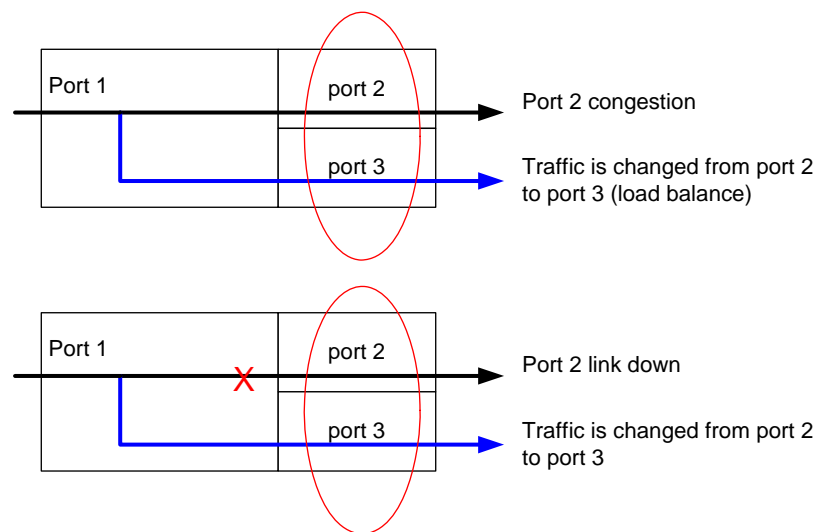 Port 1
port 2
Port 2 congestion
port 3
Traffic is changed from port 2
to port 3 (load balance)
Port 1
port 2
X
Port 2 link down
port 3
Traffic is changed from port 2
to port 3